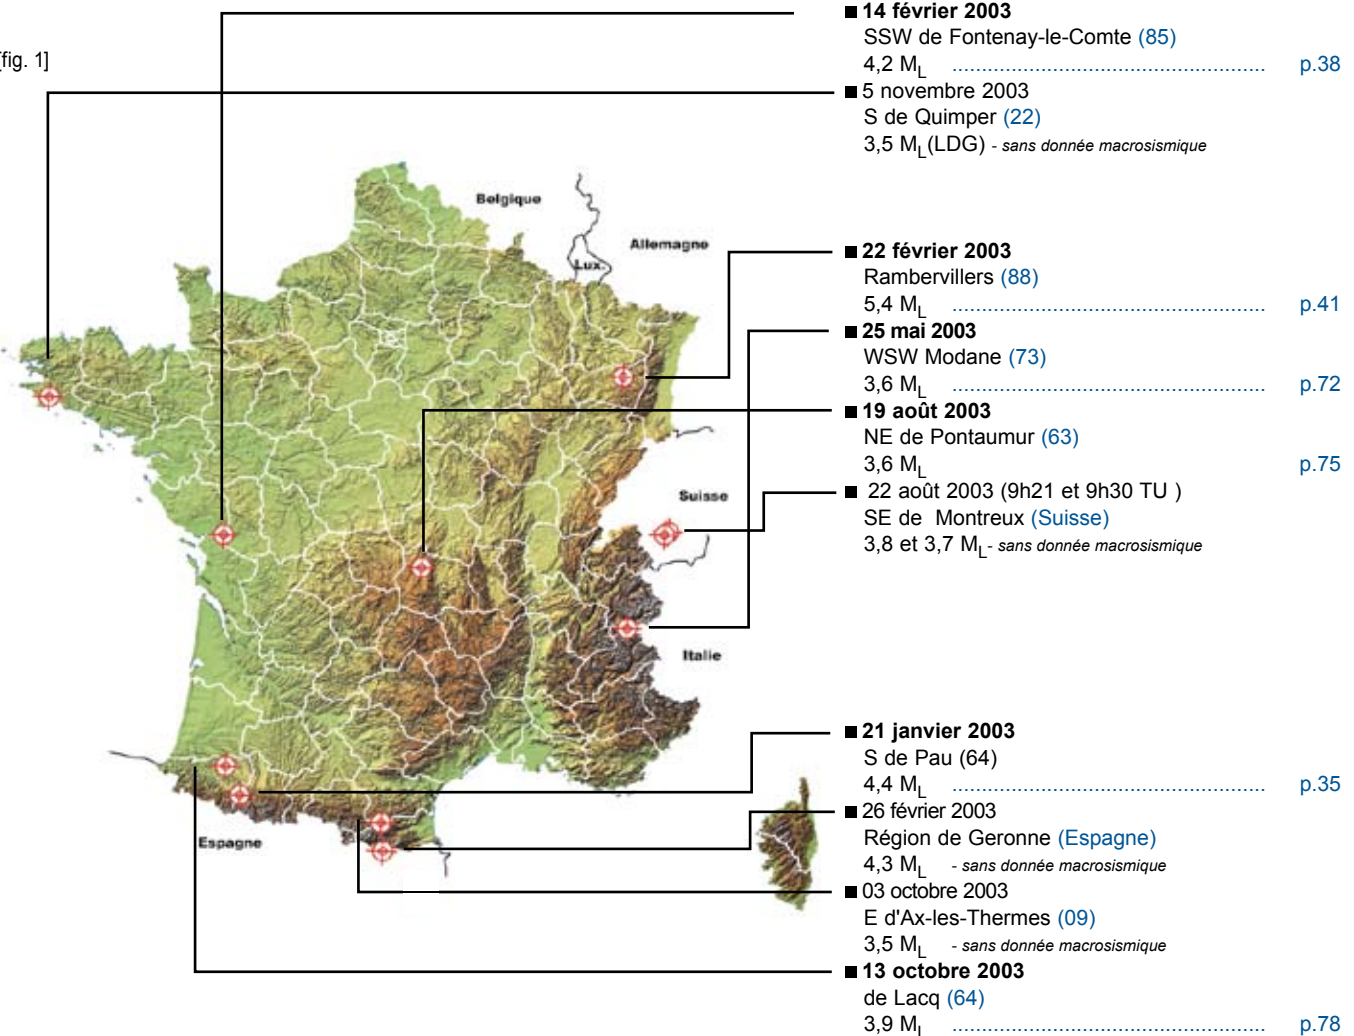 [fig. 1]
■ 14 février 2003
SSW de Fontenay-le-Comte (85)
4,2 ML ........................................................ p.38
■ 5 novembre 2003
S de Quimper (22)
3,5 ML(LDG) - sans donnée macrosismique
■ 22 février 2003
Rambervillers (88)
5,4 ML ........................................................ p.41
■ 25 mai 2003
WSW Modane (73)
3,6 ML ........................................................ p.72
■ 19 août 2003
NE de Pontaumur (63)
3,6 ML p.75
■ 22 août 2003 (9h21 et 9h30 TU )
SE de Montreux (Suisse)
3,8 et 3,7 ML- sans donnée macrosismique
■ 21 janvier 2003
S de Pau (64)
4,4 ML ........................................................ p.35
■ 26 février 2003
Région de Geronne (Espagne)
4,3 ML - sans donnée macrosismique
■ 03 octobre 2003
E d'Ax-les-Thermes (09)
3,5 ML - sans donnée macrosismique
■ 13 octobre 2003
de Lacq (64)
3,9 ML ........................................................ p.78
Belgique
Allemagne
Lux.
Suisse
Italie
Espagne